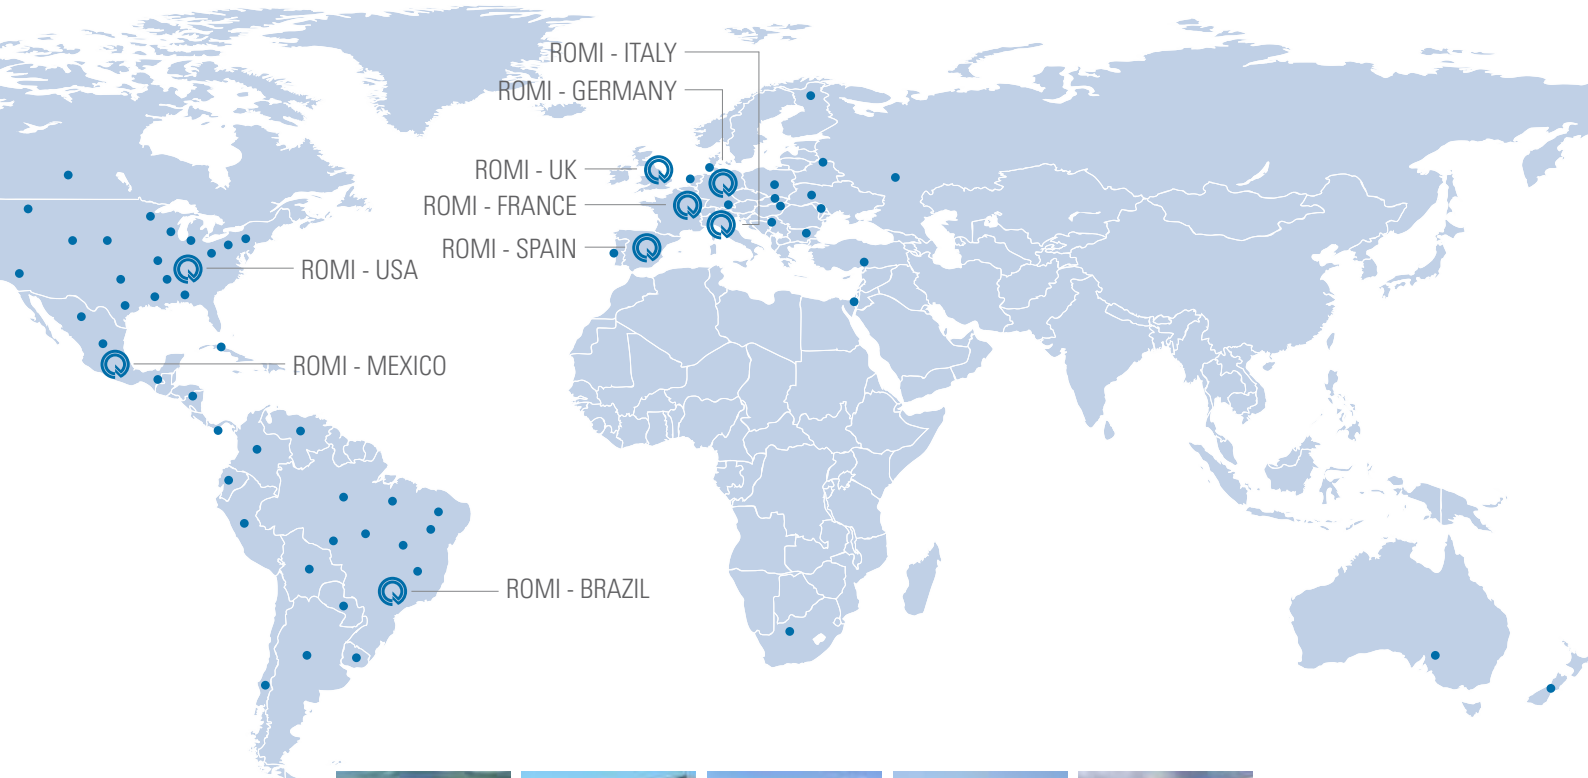 ROMI - ITALY
ROMI - GERMANY
ROMI - UK
ROMI - FRANCE
ROMI - SPAIN
ROMI - USA
ROMI - MEXICO
ROMI - BRAZIL